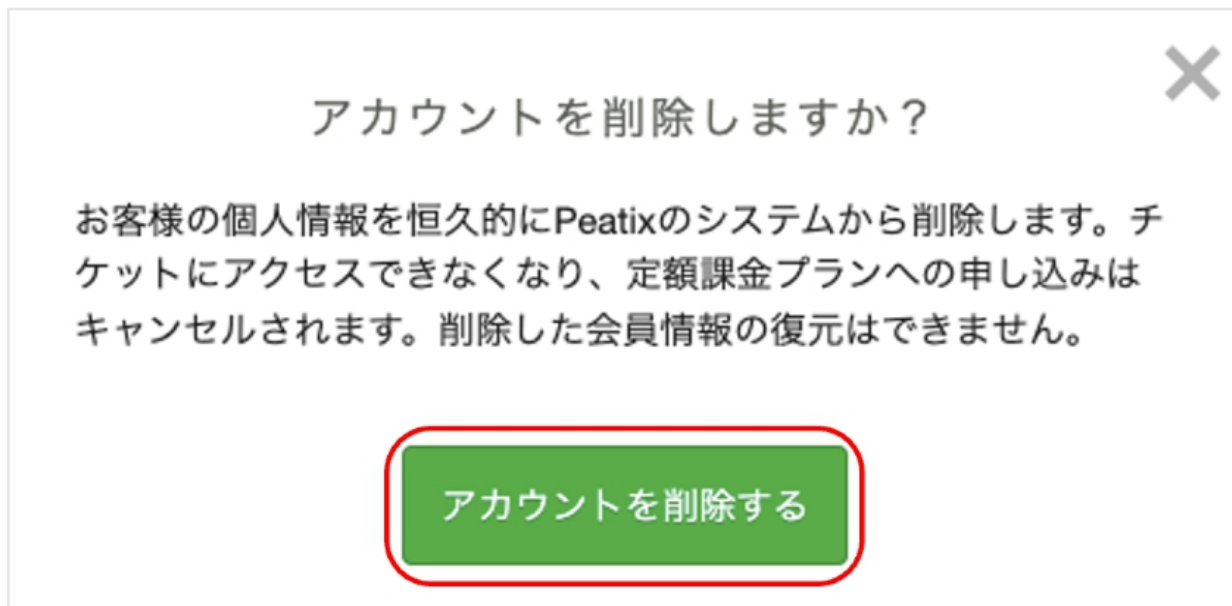 アカウントを削除しますか？
お客様の個人情報を恒久的にPeatixのシステムから削除します。チ
ケットにアクセスできなくなり、定額課金プランへの申し込みは
キャンセルされます。削除した会員情報の復元はできません。
アカウントを削除する